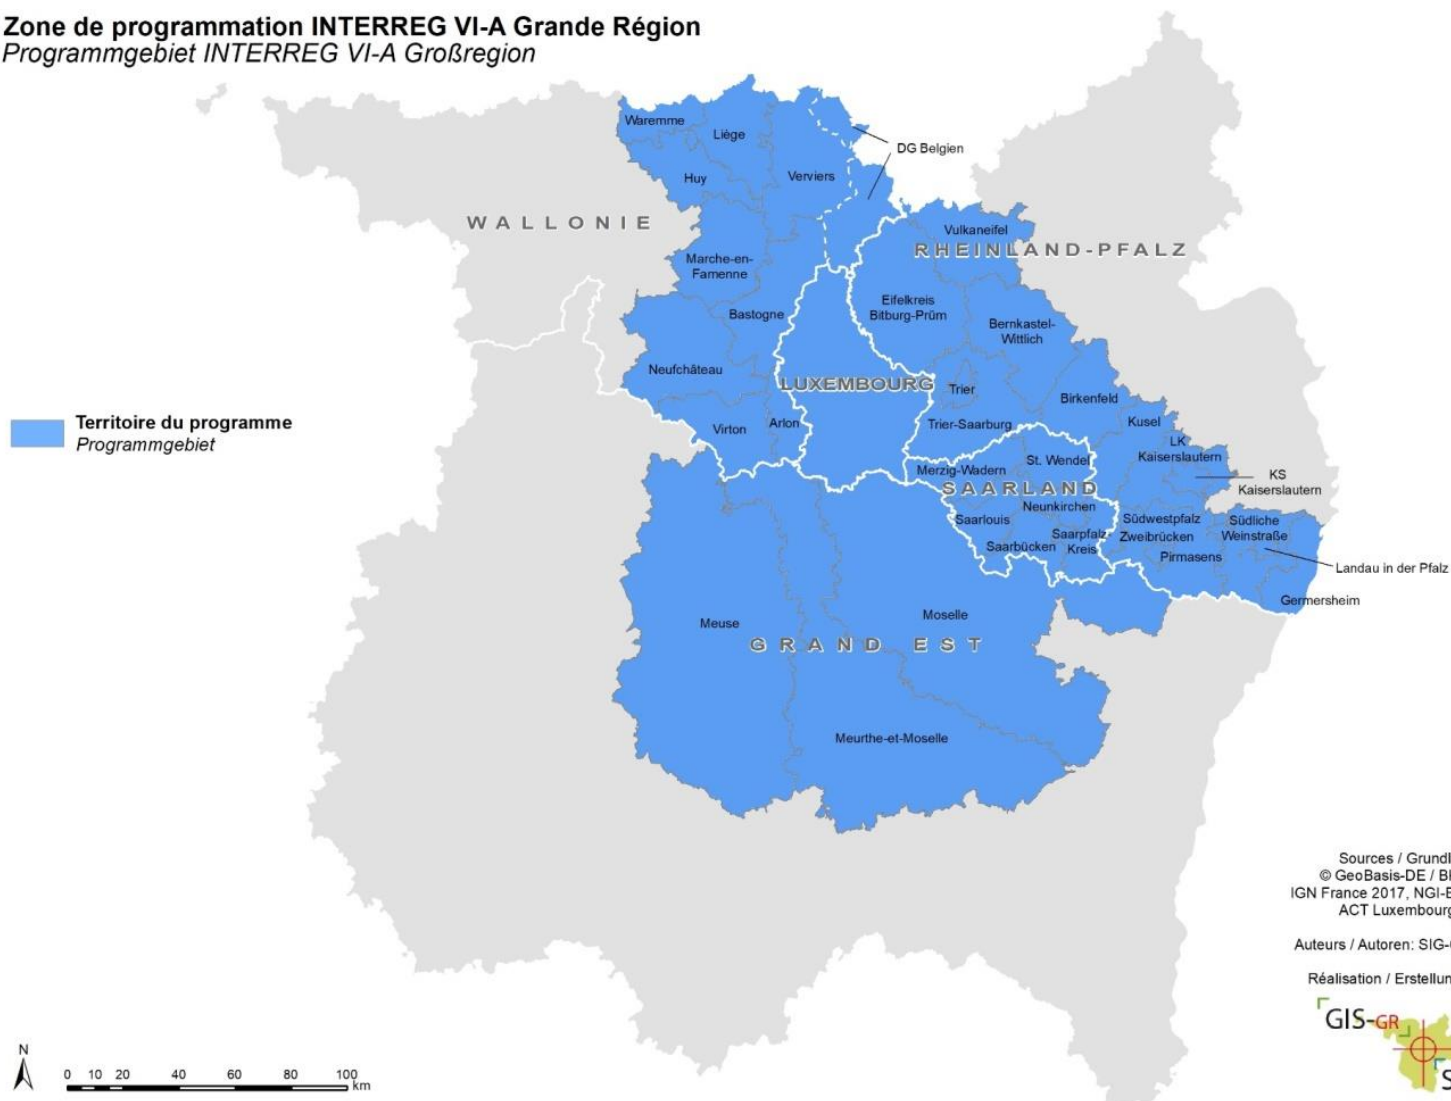 Zone de programmation INTERREG VI-A Grande Région
Programmgebiet INTERREG VI-A Großregion
Waremme
Liège
DG Belgien
Huy
Verviers
WALLONIE
Vulkaneifel
RHEINLAND-PFALZ
Marche-en-
Famenne
Eifelkreis
Bitburg-Prüm
Bastogne
Bernkastel-
Wittlich
Neufchâteau
LUXEMBOURG
Trier
Birkenfeld
Territoire du programme
Programmgebiet
Virton
Arlon
Trier-Saarburg
Kusel
LK
Kaiserslautern
St. Wendel
Merzig-Wadern
KS
Kaiserslautern
SAARLAND
Neunkirchen
Saarlouis
Südwestpfalz
Südliche
Weinstraße
Zweibrücken
Saarbücken
Saarpfalz-
Kreis
Pirmasens
Landau in der Pfalz
Germersheim
Meuse
Moselle
GRAND EST
Meurthe-et-Moselle
Sources / Grundl
© GeoBasis-DE /
IGN France 2017, NGI-
ACT Luxembourg
Auteurs / Autoren: SIG-
Réalisation / Erstellun
GIS-GR
S
N
0 10 20 40 60 80 100
km